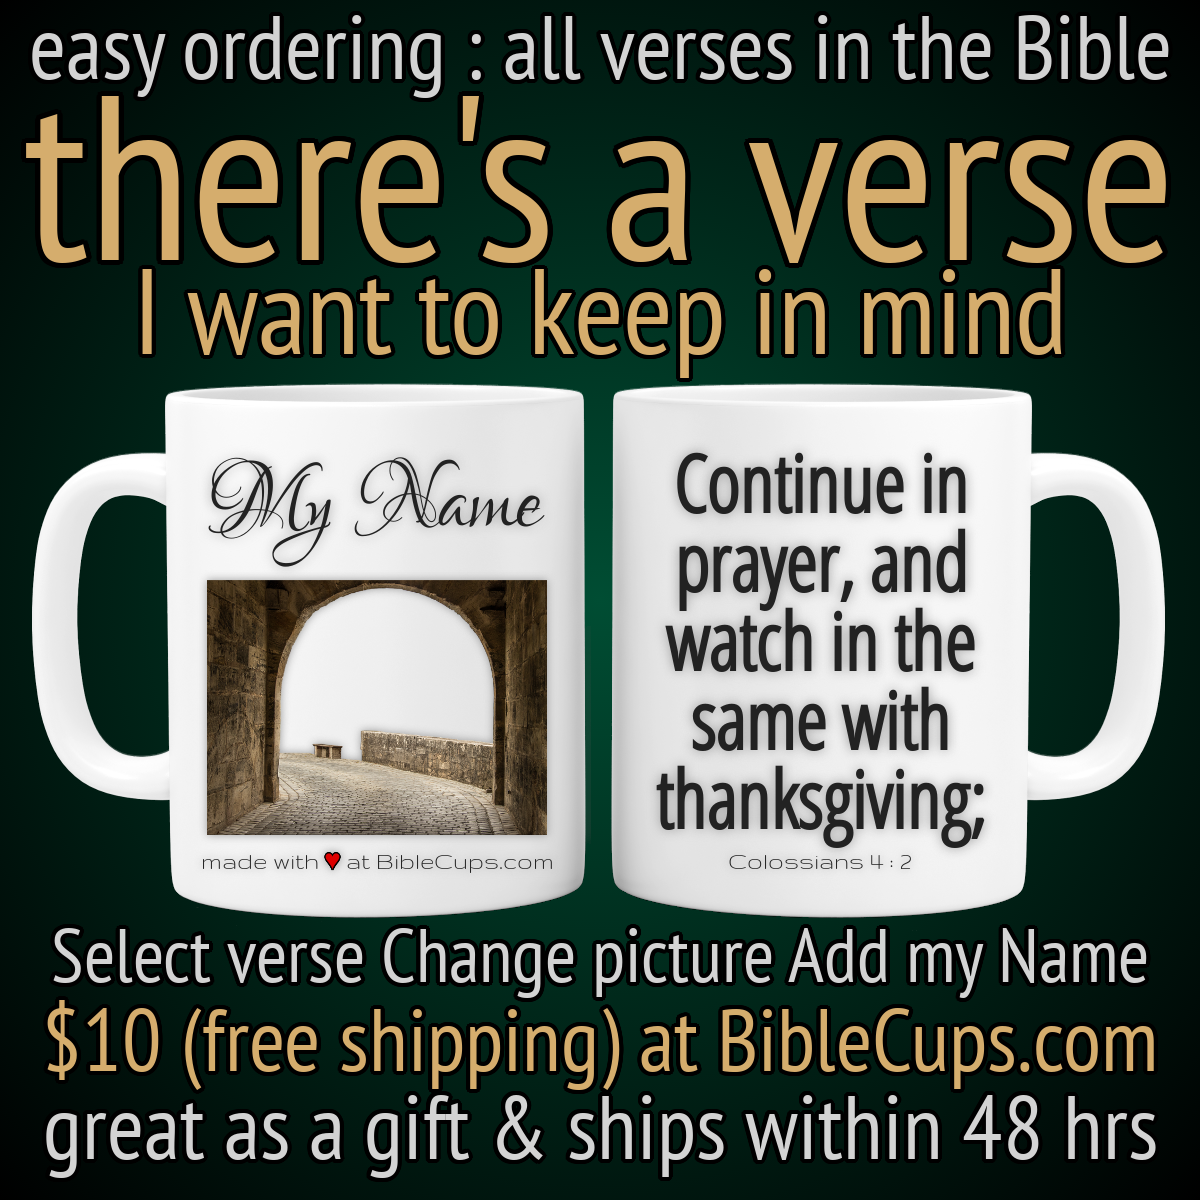 easy ordering : all verses in the Bible
there's a verse
I want to keep in mind
My Name
made with ❤ at BibleCups.com
Continue in
prayer, and
watch in the
same with
thanksgiving;
Colossians 4 : 2
Select verse Change picture Add my Name
$10 (free shipping) at BibleCups.com
great as a gift & ships within 48 hrs